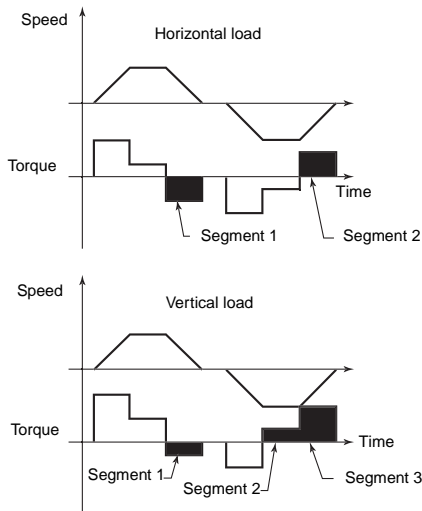 Speed
Horizontal load
Torque
Time
Segment 1
Segment 2
Speed
Vertical load
Torque
Time
Segment 1
Segment 2
Segment 3